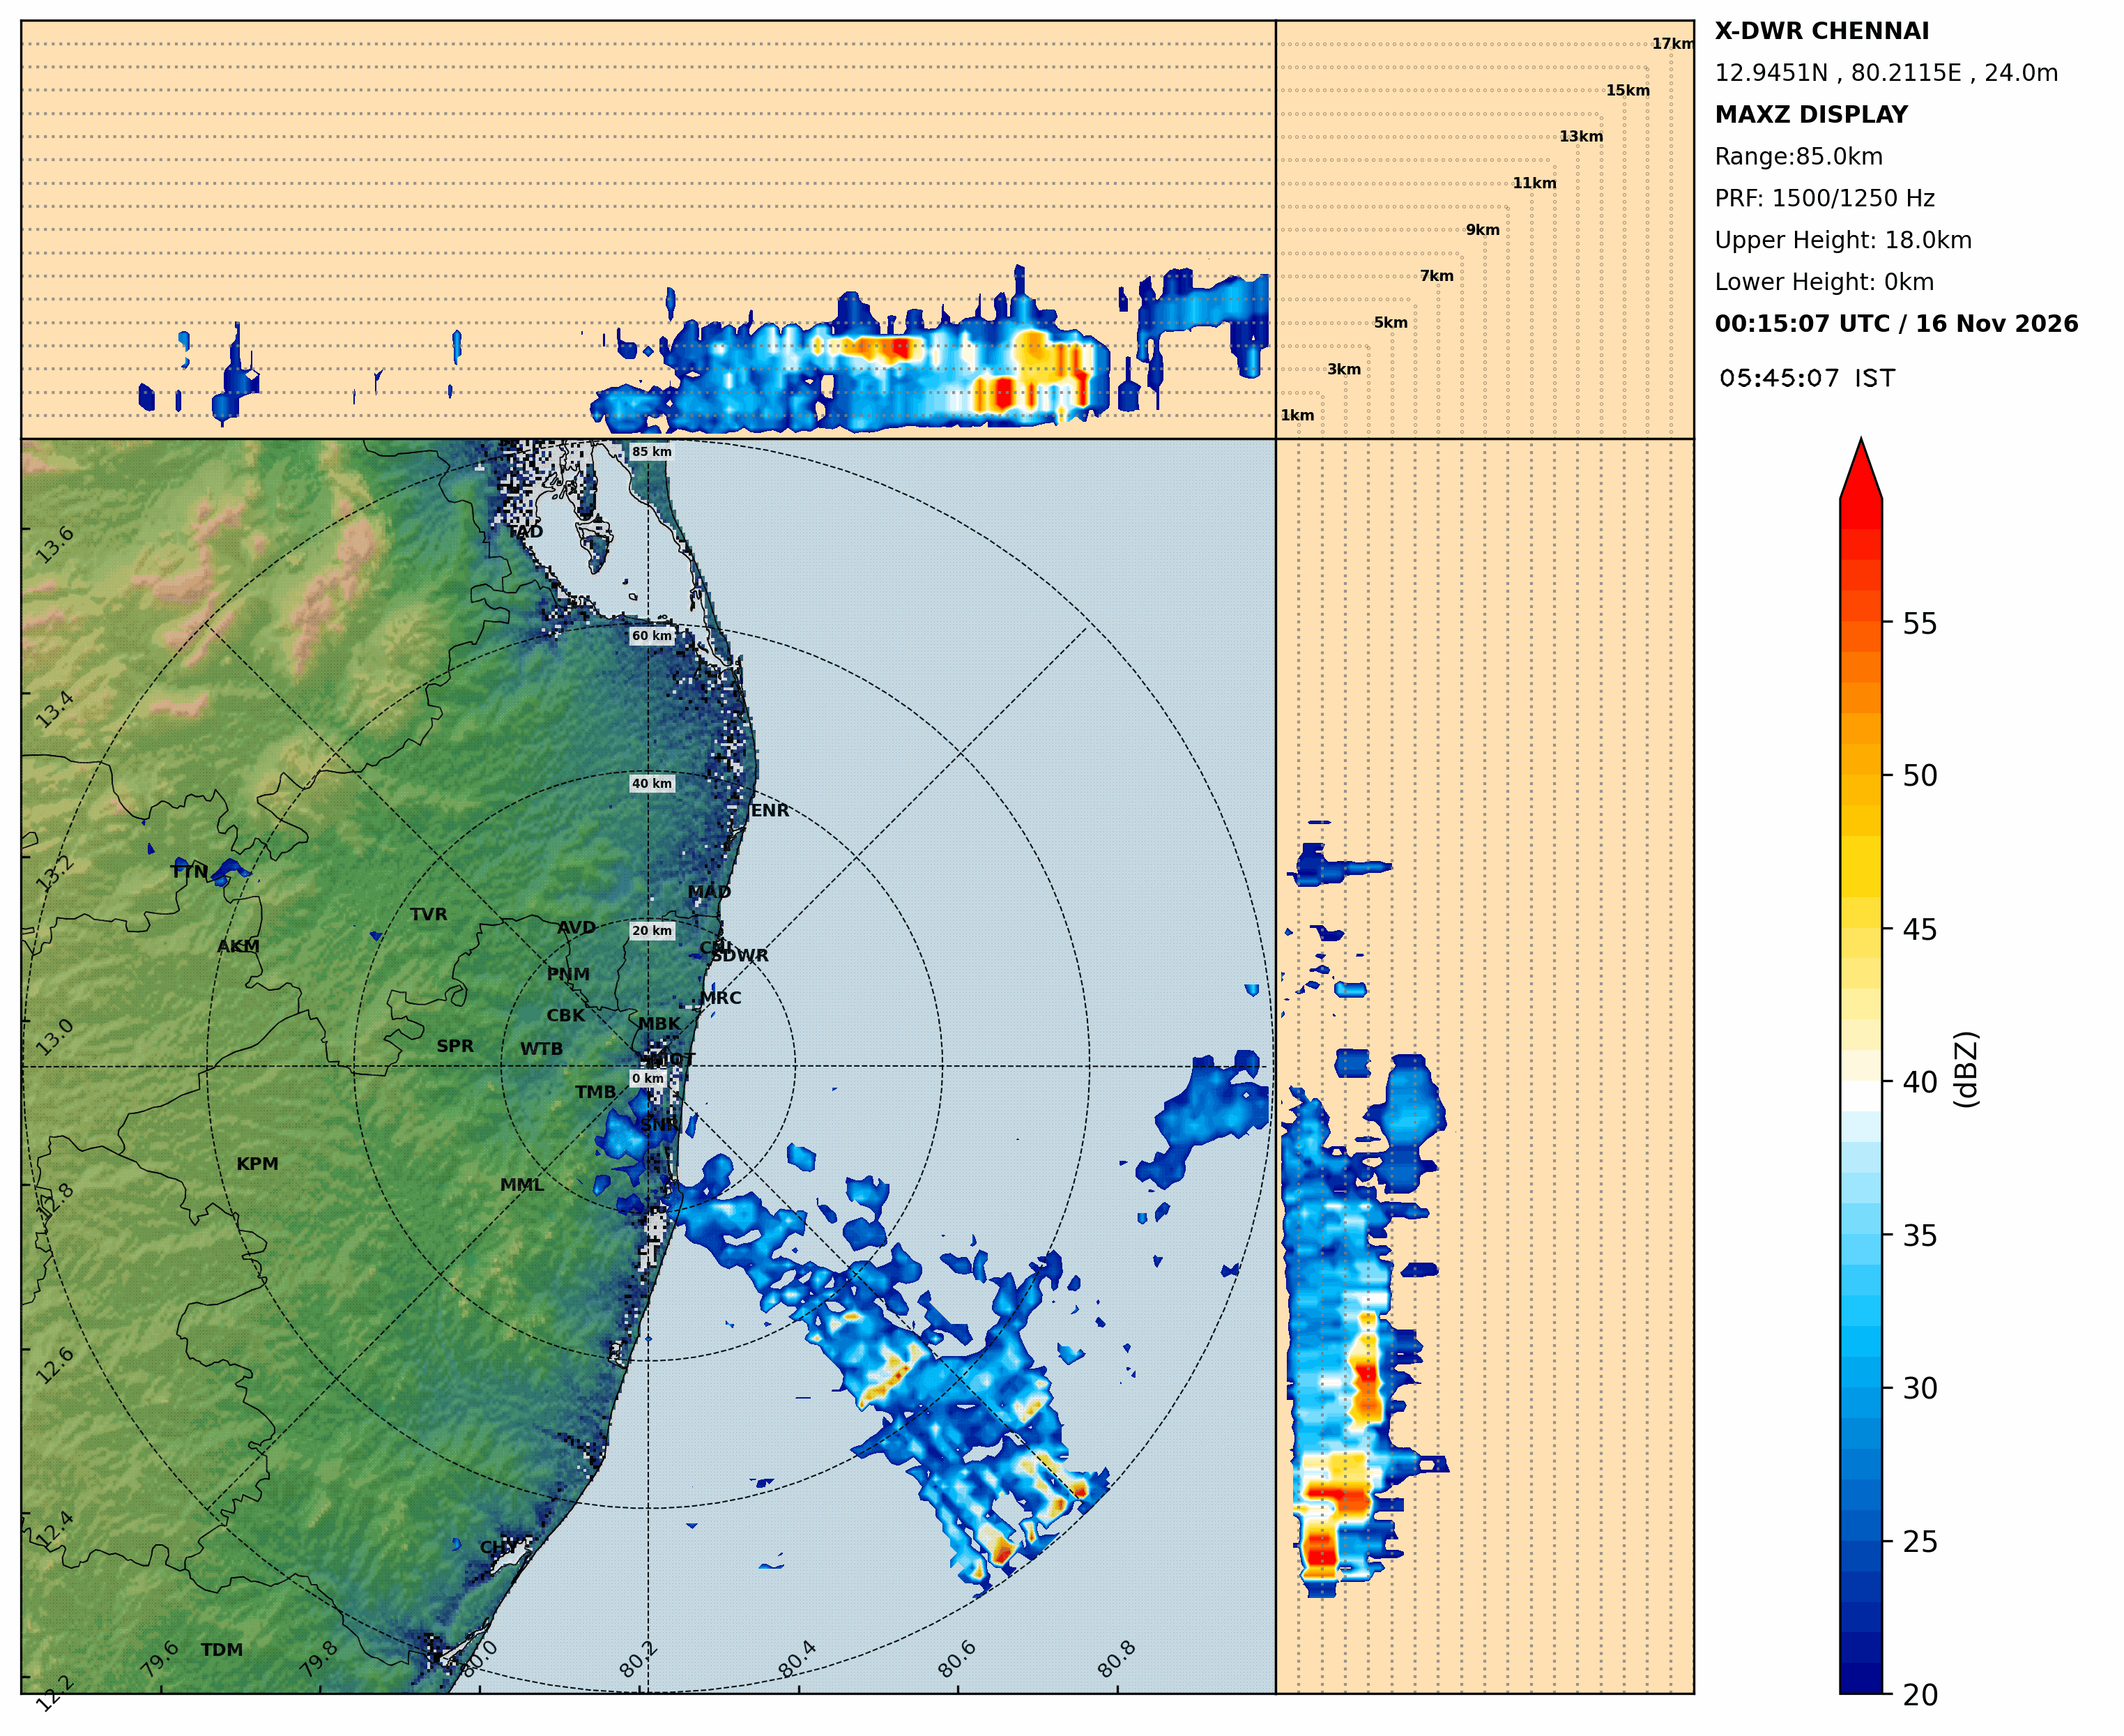 17km
15km
13km
11km
9km
7km
5km
3km
1km
X-DWR CHENNAI
12.9451N , 80.2115E , 24.0m
MAXZ DISPLAY
Range:85.0km
PRF: 1500/1250 Hz
Upper Height: 18.0km
Lower Height: 0km
00:15:07 UTC / 16 Nov 2026
05:45:07 IST
85 km
TAD
13.6
60 km
13.4
40 km
ENR
13.2
TTN
MAD
TVR
AVD
20 km
AKM
SDWR
PNM
MRC
CBK
MBK
13.0
SPR
WTB
0 km
TMB
SNR
KPM
MML
12.8
12.6
12.4
CHY
TDM
12.2
79.6
79.8
80.0
80.2
80.4
80.6
80.8
55
50
45
40
35
30
25
20
(dBZ)